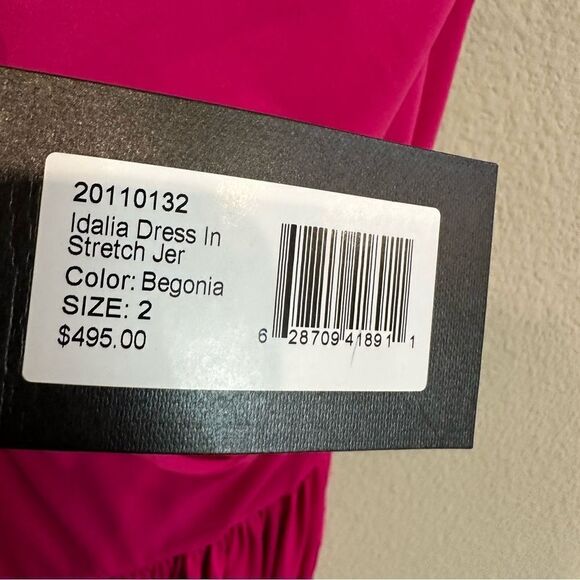 20110132
Idalia Dress In
Stretch Jer
Color: Begonia
SIZE: 2
$495.00
6 28709 41891 1